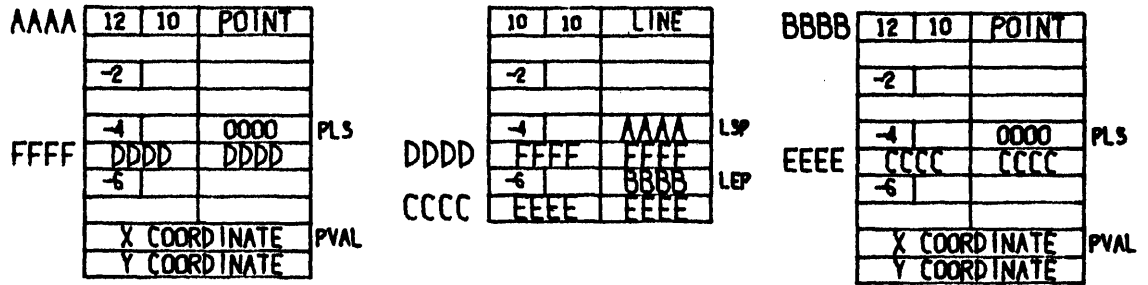 AAAA 12 10 POINT
-2
-4 0000 PLS
FFFF DDDD DDDD
-6
X COORDINATE PVAL
Y COORDINATE
10 10 LINE
-2
-4 AAAA LSP
DDDD FFFF FFFF
-6 BBBB LEP
CCCC EEEE EEEE
BBBB 12 10 POINT
-2
-4 0000 PLS
EEEE CCCC CCCC
-6
X COORDINATE PVAL
Y COORDINATE